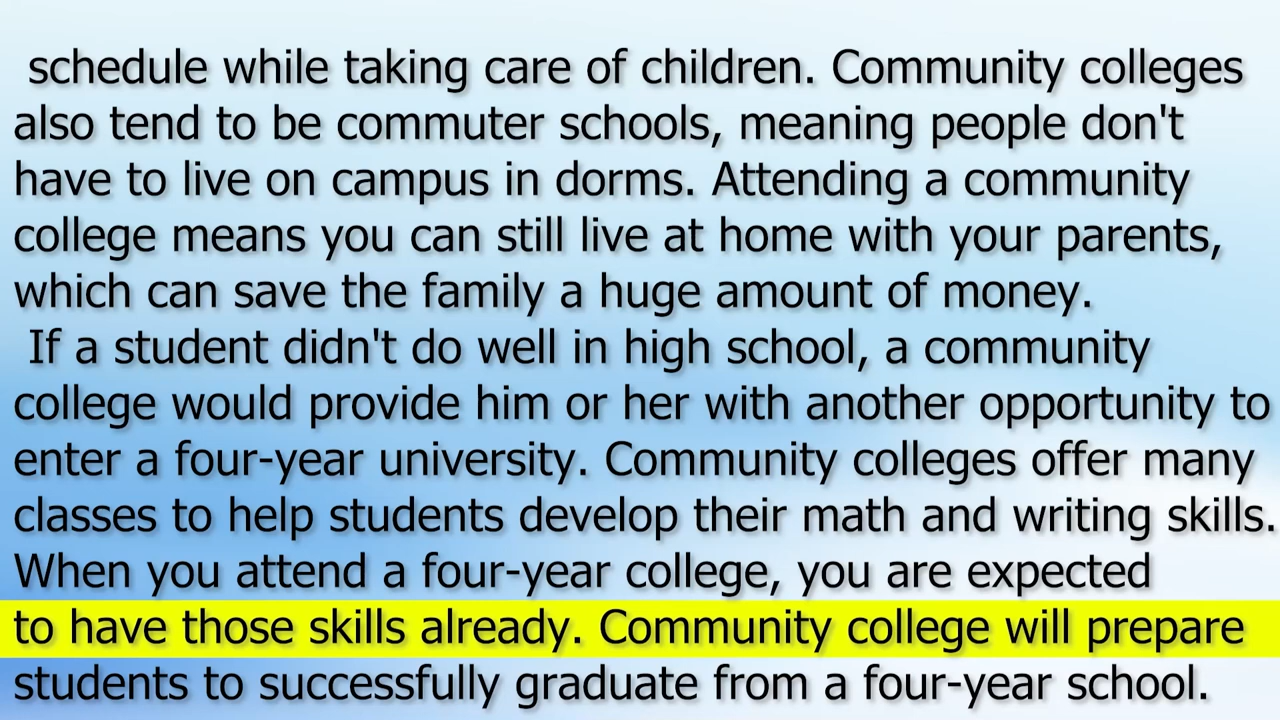 schedule while taking care of children. Community colleges
also tend to be commuter schools, meaning people don't
have to live on campus in dorms. Attending a community
college means you can still live at home with your parents,
which can save the family a huge amount of money.
If a student didn't do well in high school, a community
college would provide him or her with another opportunity to
enter a four-year university. Community colleges offer many
classes to help students develop their math and writing skills.
When you attend a four-year college, you are expected
to have those skills already. Community college will prepare
students to successfully graduate from a four-year school.